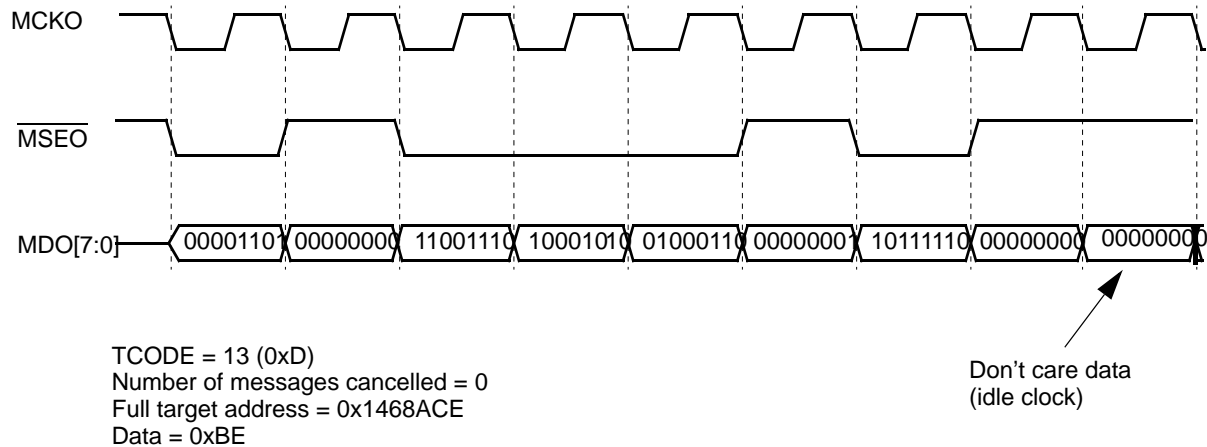 MCKO
MSEO
MDO[7:0] 00001101 00000000 11001110 10001010 01000110 00000001 10111110 00000000 00000000
TCODE = 13 (0xD)
Number of messages cancelled = 0
Full target address = 0x1468ACE
Data = 0xBE
Don't care data
(idle clock)